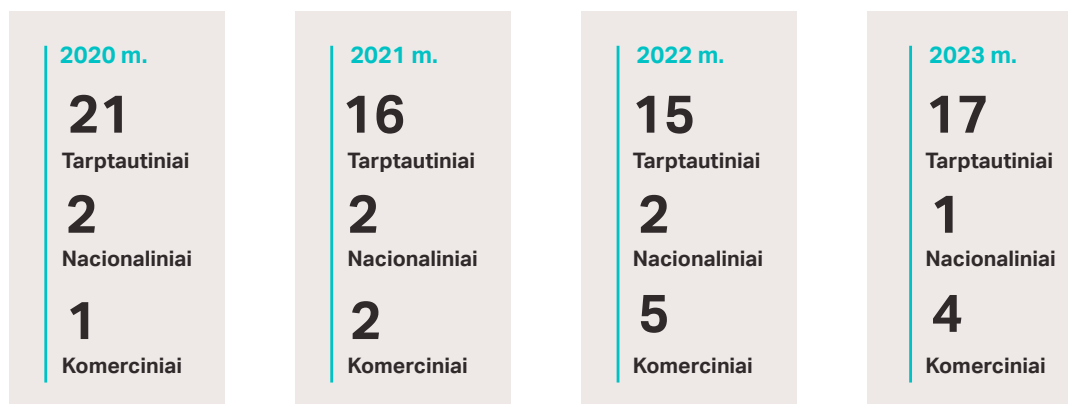 2020 m.
21
Tarptautiniai
2
Nacionaliniai
1
Komerciniai
2021 m.
16
Tarptautiniai
2
Nacionaliniai
2
Komerciniai
2022 m.
15
Tarptautiniai
2
Nacionaliniai
5
Komerciniai
2023 m.
17
Tarptautiniai
1
Nacionaliniai
4
Komerciniai